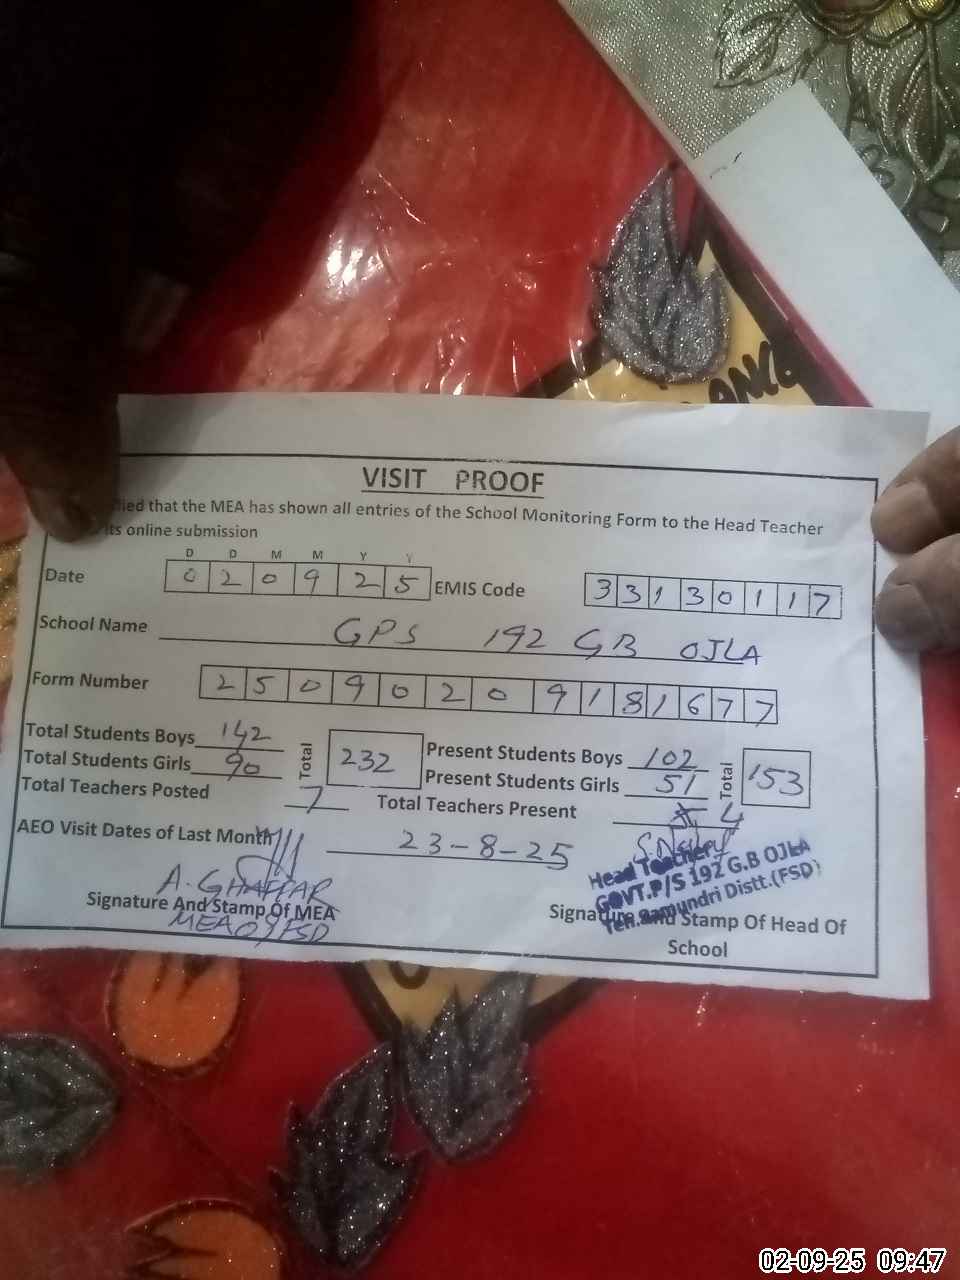 VISIT PROOF
that the MEA has shown all entries of the School Monitoring Form to the Head Teacher
its online submission
D D M M Y Y
Date 0 2 0 9 2 5 EMIS Code 3 3 1 3 0 1 1 7
School Name GPS 192 GB OJLA
Form Number 2 5 0 9 0 2 0 9 1 8 1 6 7 7
Total Students Boys 142 Total 232 Present Students Boys 102 Total 153
Total Students Girls 90 Present Students Girls 51
Total Teachers Posted 7 Total Teachers Present 4
AEO Visit Dates of Last Month 23-8-25
Head Teacher
GOVT.P/S 192 G.B OJLA
Teh.Samundri Distt.(FSD)
A. GHAFFAR
Signature And Stamp Of MEA
MEA FSD
Signature And Stamp Of Head Of
School
02-09-25 09:47